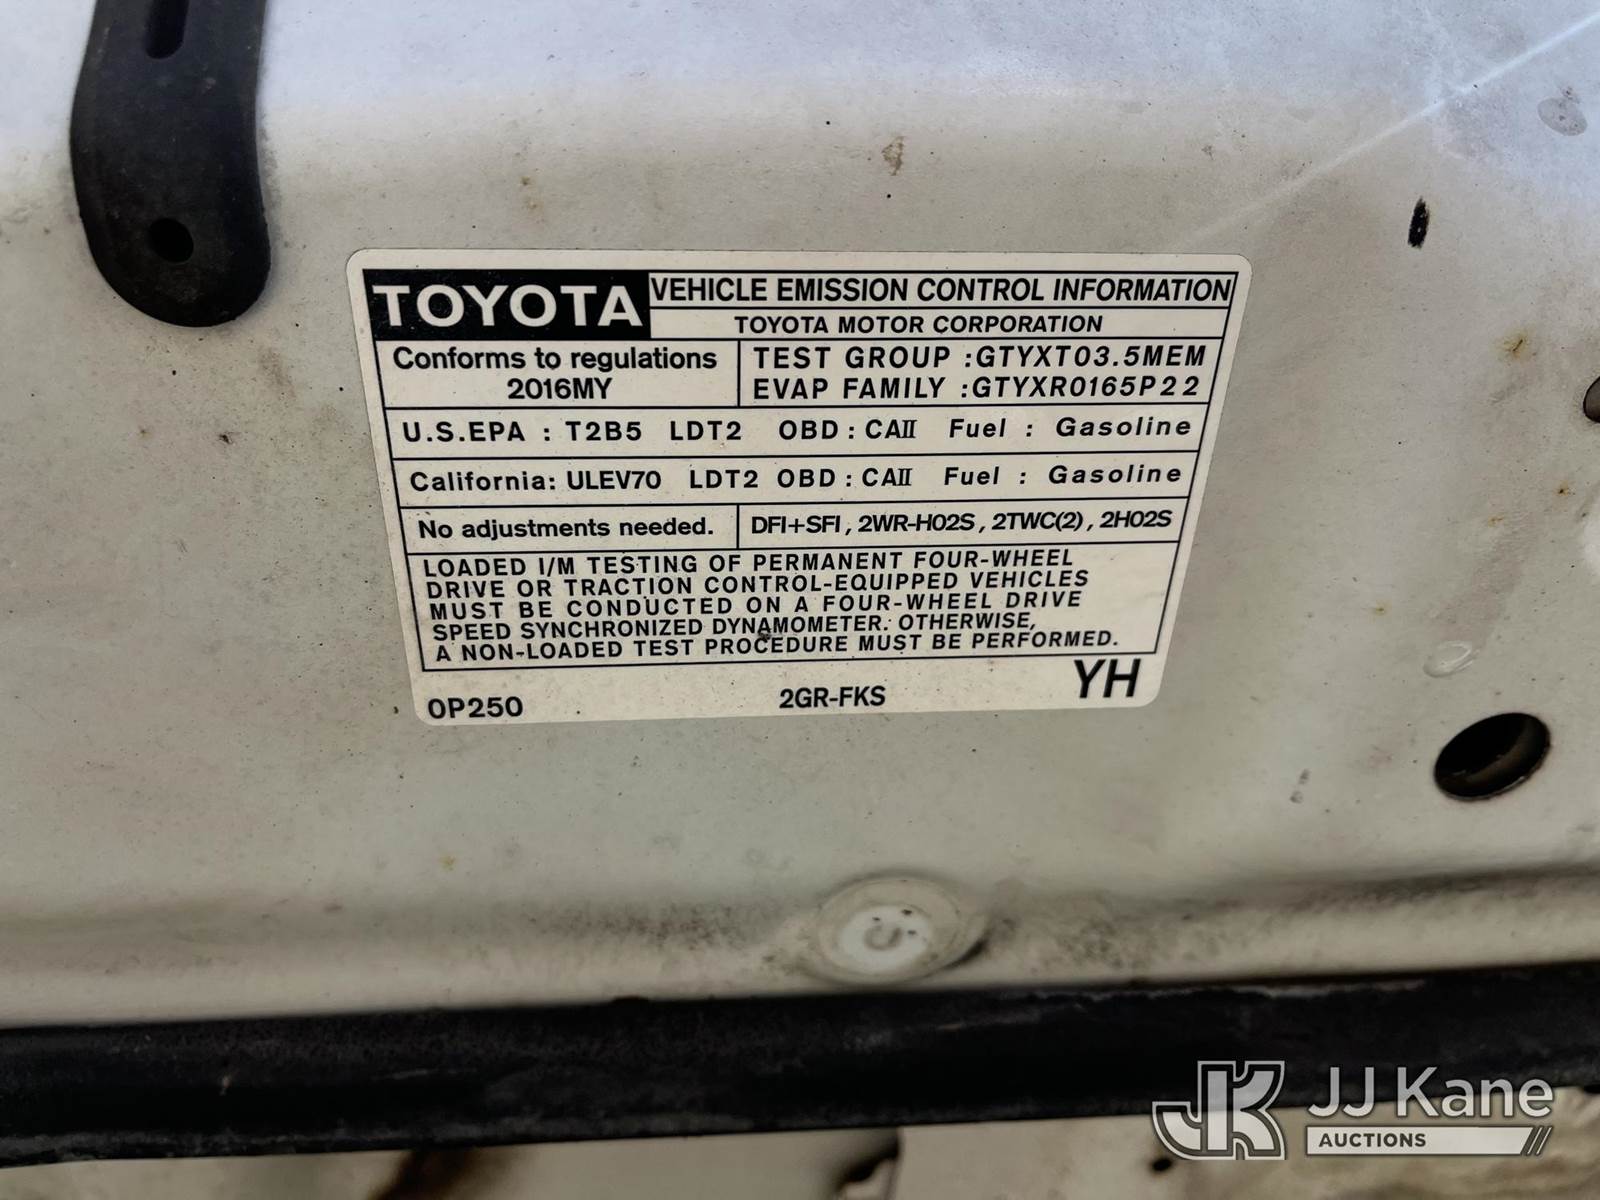 TOYOTA
VEHICLE EMISSION CONTROL INFORMATION
TOYOTA MOTOR CORPORATION
Conforms to regulations
2016MY
TEST GROUP :GTYXT03.5MEM
EVAP FAMILY :GTYXR0165P22
U.S.EPA : T2B5 LDT2 OBD : CAII Fuel : Gasoline
California: ULEV70 LDT2 OBD : CAII Fuel : Gasoline
No adjustments needed.
DFI+SFI, 2WR-HO2S, 2TWC(2), 2HO2S
LOADED I/M TESTING OF PERMANENT FOUR-WHEEL
DRIVE OR TRACTION CONTROL-EQUIPPED VEHICLES
MUST BE CONDUCTED ON A FOUR-WHEEL DRIVE
SPEED SYNCHRONIZED DYNAMOMETER. OTHERWISE,
A NON-LOADED TEST PROCEDURE MUST BE PERFORMED.
0P250
2GR-FKS
YH
JK JJ Kane
AUCTIONS